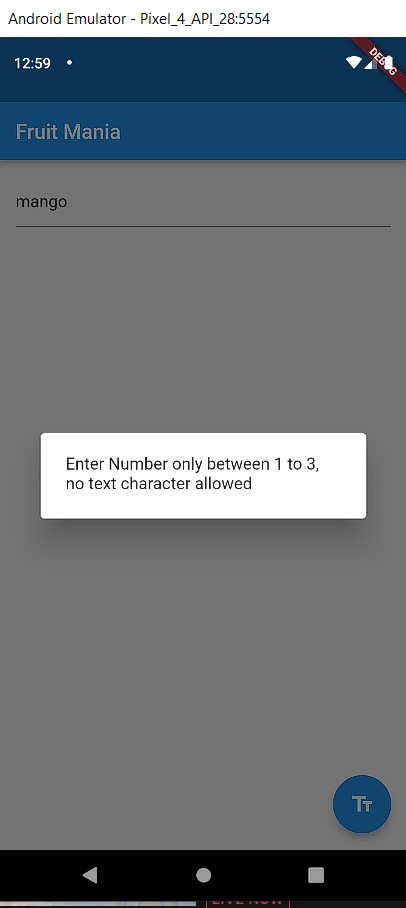 Android Emulator - Pixel_4_API_28:5554
12:59
DEBUG
Fruit Mania
mango
Enter Number only between 1 to 3,
no text character allowed
TT
LIVE NOW